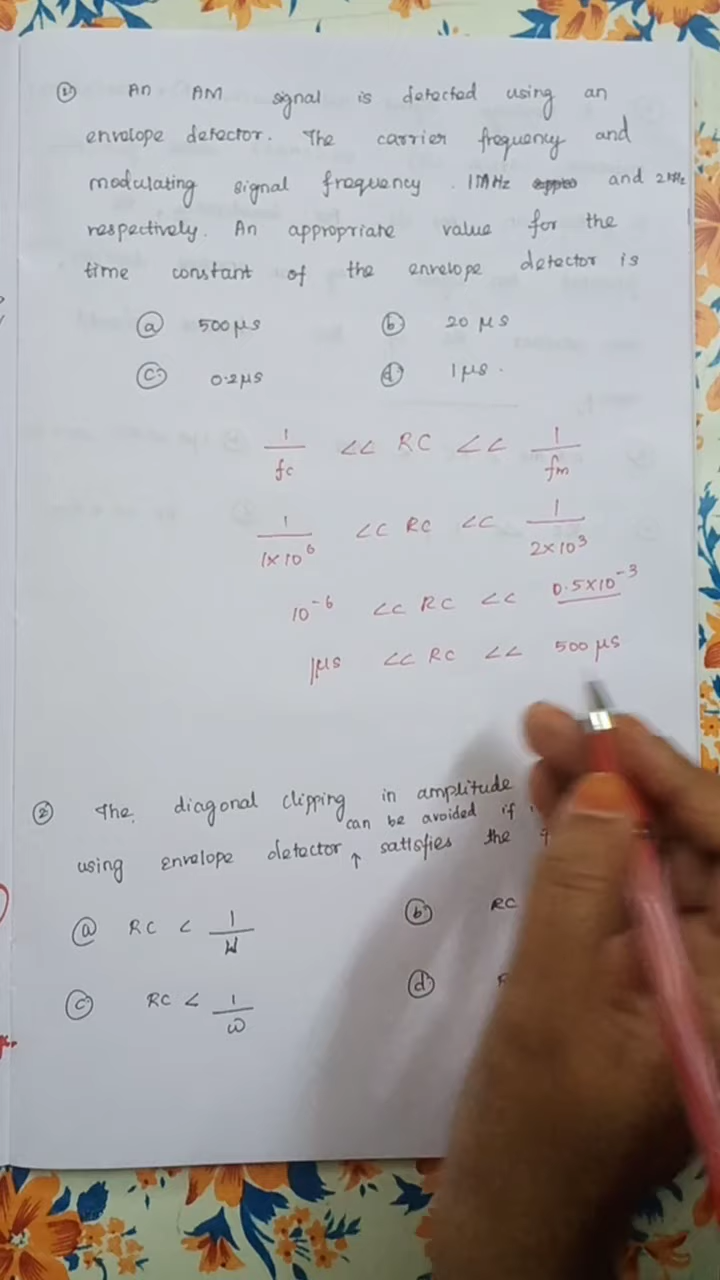 ① An AM signal is detected using an
envelope detector. The carrier frequency and
modulating signal frequency . 1MHz and 2kHz
respectively. An appropriate value for the
time constant of the envelope detector is
ⓐ 500μs ⓑ 20 μs
ⓒ 0.2μs ⓓ 1μs.
1/fc << RC << 1/fm
1/1×10⁶ << RC << 1/2×10³
10⁻⁶ << RC << 0.5×10⁻³
1μs << RC << 500 μs
② The diagonal clipping in amplitude
can be avoided if
using envelope detector ↑ satisfies the
ⓐ RC < 1/W ⓑ RC
ⓒ RC < 1/ω ⓓ